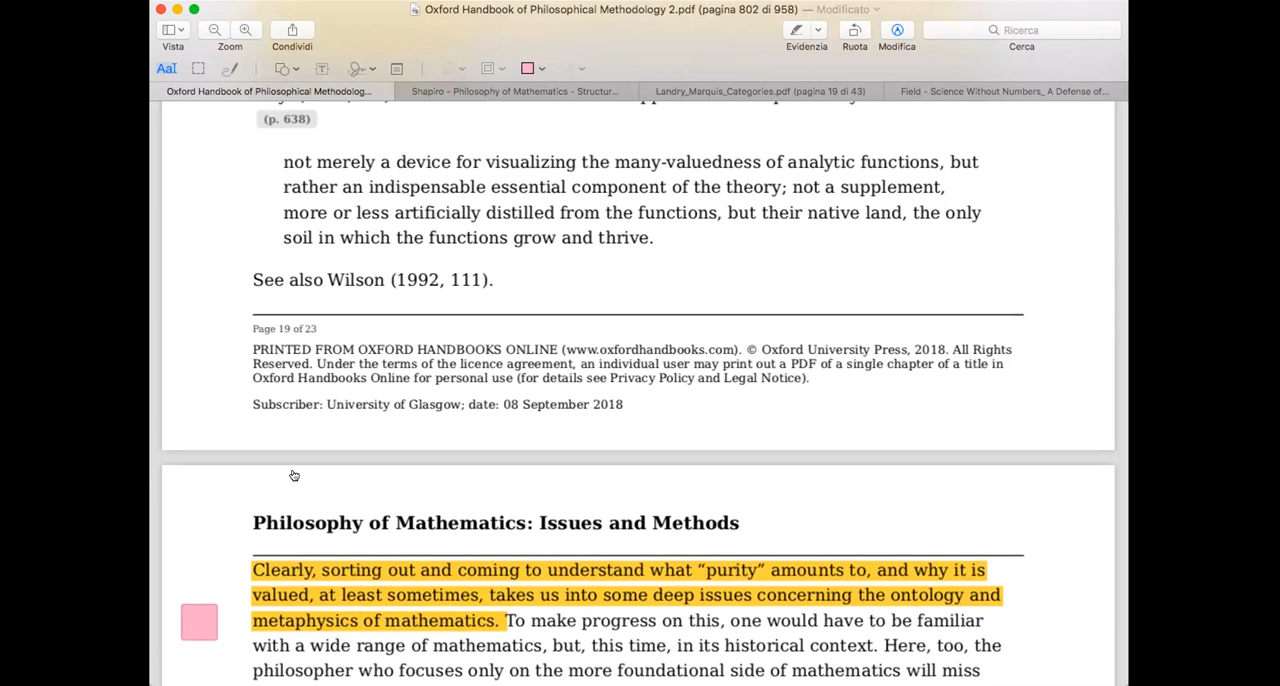 Oxford Handbook of Philosophical Methodology 2.pdf (pagina 802 di 958) — Modificato
Vista
Zoom
Condividi
Evidenzia
Ruota
Modifica
Ricerca
Cerca
AaI
Oxford Handbook of Philosophical Methodolog...
Shapiro - Philosophy of Mathematics - Structur...
Landry_Marquis_Categories.pdf (pagina 19 di 43)
Field - Science Without Numbers_ A Defense of...
(p. 638)
not merely a device for visualizing the many-valuedness of analytic functions, but
rather an indispensable essential component of the theory; not a supplement,
more or less artificially distilled from the functions, but their native land, the only
soil in which the functions grow and thrive.
See also Wilson (1992, 111).
Page 19 of 23
PRINTED FROM OXFORD HANDBOOKS ONLINE (www.oxfordhandbooks.com). © Oxford University Press, 2018. All Rights
Reserved. Under the terms of the licence agreement, an individual user may print out a PDF of a single chapter of a title in
Oxford Handbooks Online for personal use (for details see Privacy Policy and Legal Notice).
Subscriber: University of Glasgow; date: 08 September 2018
Philosophy of Mathematics: Issues and Methods
Clearly, sorting out and coming to understand what “purity” amounts to, and why it is
valued, at least sometimes, takes us into some deep issues concerning the ontology and
metaphysics of mathematics. To make progress on this, one would have to be familiar
with a wide range of mathematics, but, this time, in its historical context. Here, too, the
philosopher who focuses only on the more foundational side of mathematics will miss